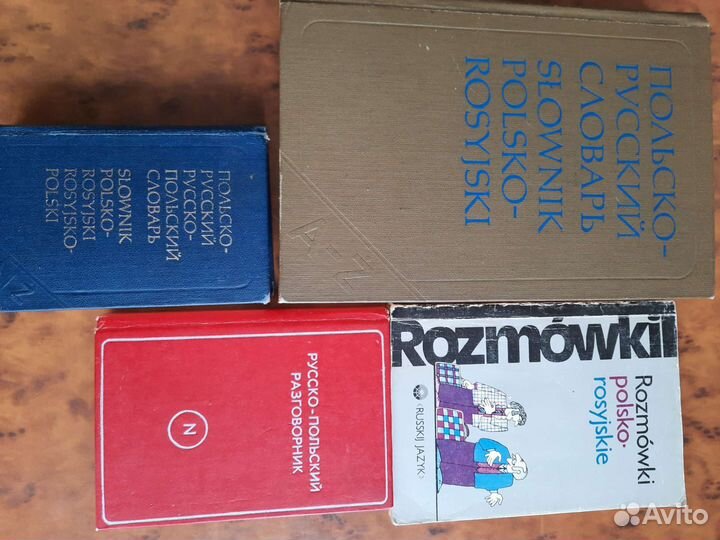 ПОЛЬСКО-
РУССКИЙ
РУССКО-
ПОЛЬСКИЙ
СЛОВАРЬ
SŁOWNIK
POLSKO-
ROSYJSKI
ROSYJSKO-
POLSKI
ПОЛЬСКО-
РУССКИЙ
СЛОВАРЬ
SŁOWNIK
POLSKO-
ROSYJSKI
A-Z
РУССКО-ПОЛЬСКИЙ
РАЗГОВОРНИК
N
Rozmówki
Rozmówki
polsko-
rosyjskie
‹RUSSKIJ JAZYK›
Avito